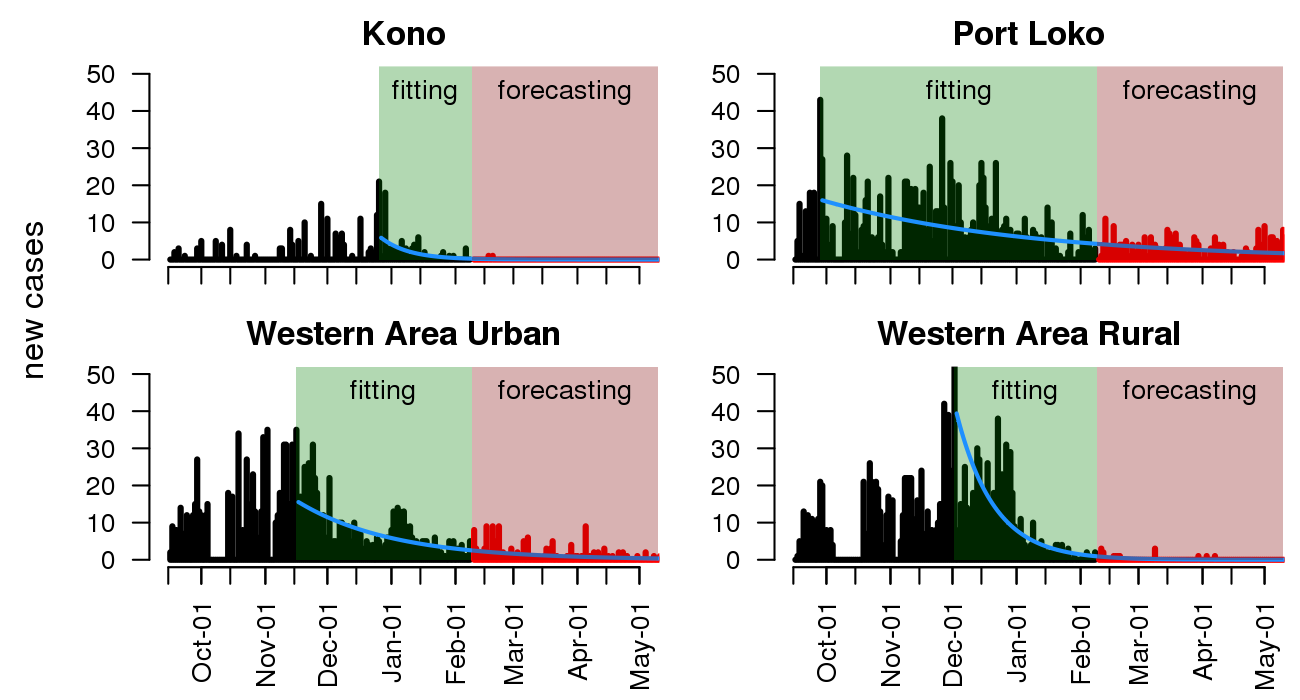 Kono
Port Loko
50
40
30
20
10
0
fitting
forecasting
50
40
30
20
10
0
fitting
forecasting
new cases
Western Area Urban
Western Area Rural
50
40
30
20
10
0
fitting
forecasting
50
40
30
20
10
0
fitting
forecasting
Oct-01
Nov-01
Dec-01
Jan-01
Feb-01
Mar-01
Apr-01
May-01
Oct-01
Nov-01
Dec-01
Jan-01
Feb-01
Mar-01
Apr-01
May-01